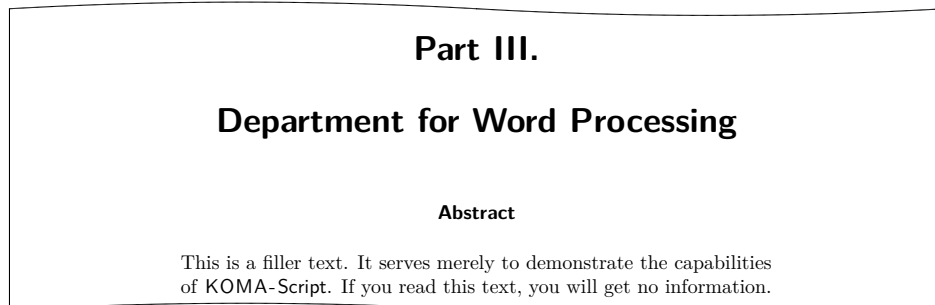 Part III.
Department for Word Processing
Abstract
This is a filler text. It serves merely to demonstrate the capabilities
of KOMA-Script. If you read this text, you will get no information.